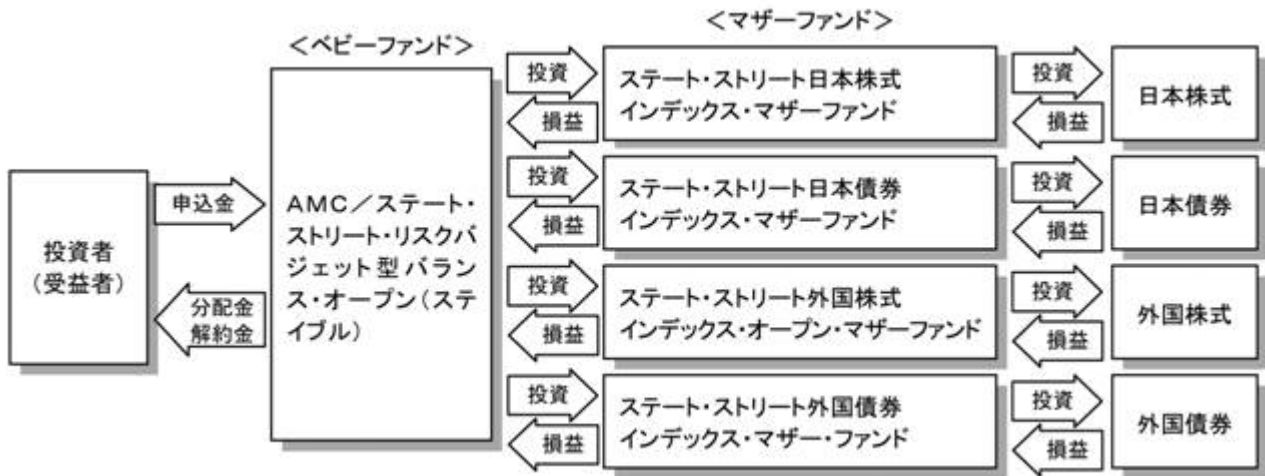 <マザーファンド>
<ベビーファンド>
投資者
(受益者)
申込金
分配金
解約金
AMC/ステート・
ストリート・リスクバ
ジェット型バラン
ス・オープン(ステ
イブル)
投資
損益
ステート・ストリート日本株式
インデックス・マザーファンド
投資
損益
日本株式
投資
損益
ステート・ストリート日本債券
インデックス・マザーファンド
投資
損益
日本債券
投資
損益
ステート・ストリート外国株式
インデックス・オープン・マザーファンド
投資
損益
外国株式
投資
損益
ステート・ストリート外国債券
インデックス・マザー・ファンド
投資
損益
外国債券